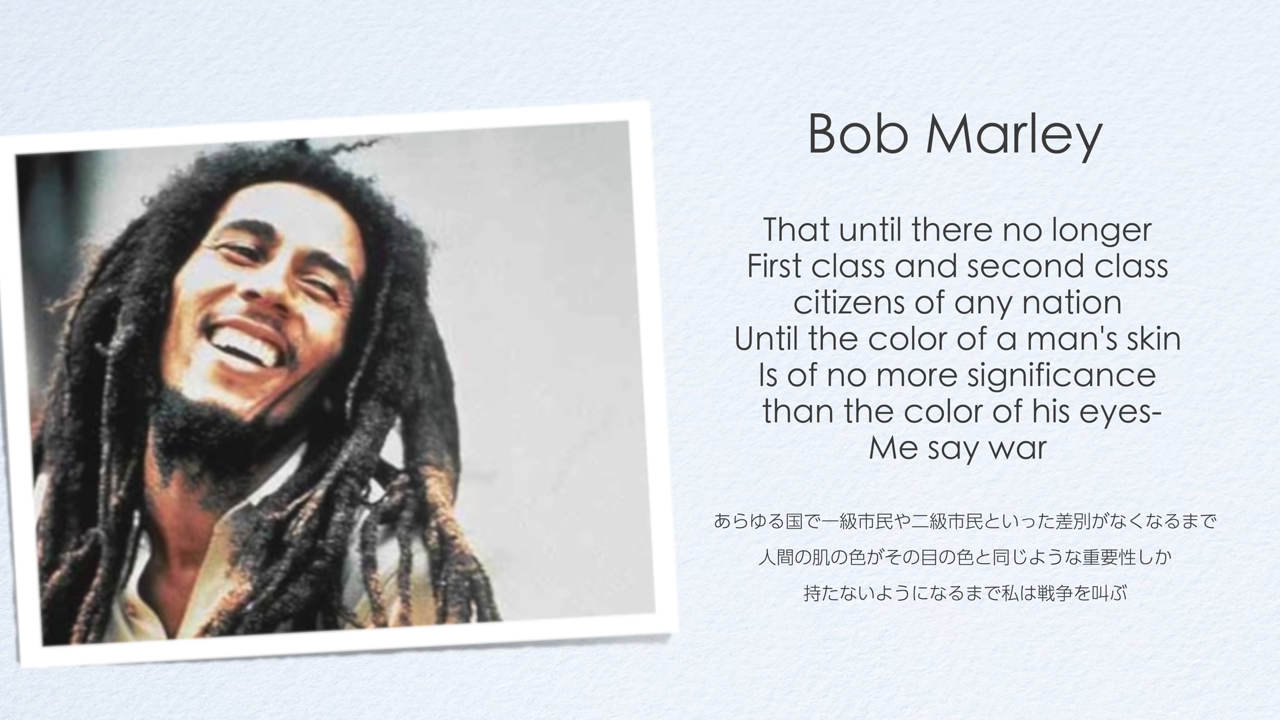 Bob Marley
That until there no longer
First class and second class
citizens of any nation
Until the color of a man's skin
Is of no more significance
than the color of his eyes-
Me say war
あらゆる国で一級市民や二級市民といった差別がなくなるまで
人間の肌の色がその目の色と同じような重要性しか
持たないようになるまで私は戦争を叫ぶ